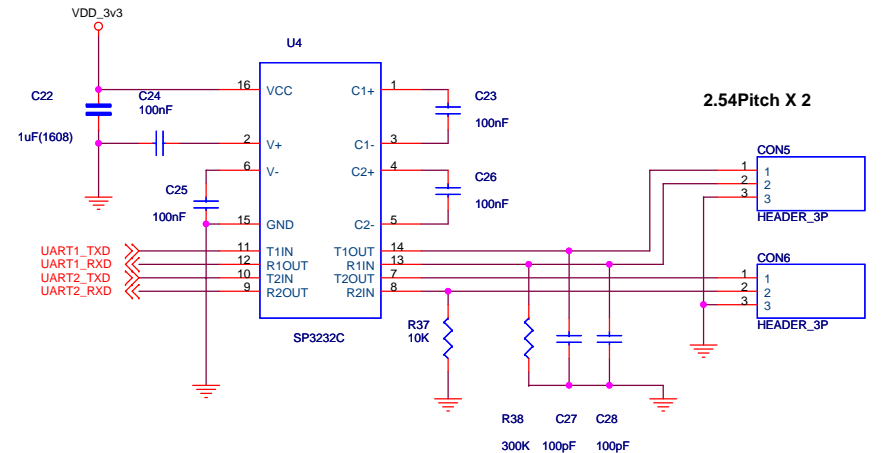 VDD_3v3
U4
C22
1uF(1608)
C24
100nF
16 VCC C1+ 1
C23
100nF
2 V+ C1- 3
6 V- C2+ 4
C25
100nF
C26
100nF
15 GND C2- 5
UART1_TXD 11 T1IN T1OUT 14
UART1_RXD 12 R1OUT R1IN 13
UART2_TXD 10 T2IN T2OUT 7
UART2_RXD 9 R2OUT R2IN 8
SP3232C
2.54Pitch X 2
CON5
1 1
2 2
3 3
HEADER_3P
CON6
1 1
2 2
3 3
HEADER_3P
R37
10K
R38 C27 C28
300K 100pF 100pF